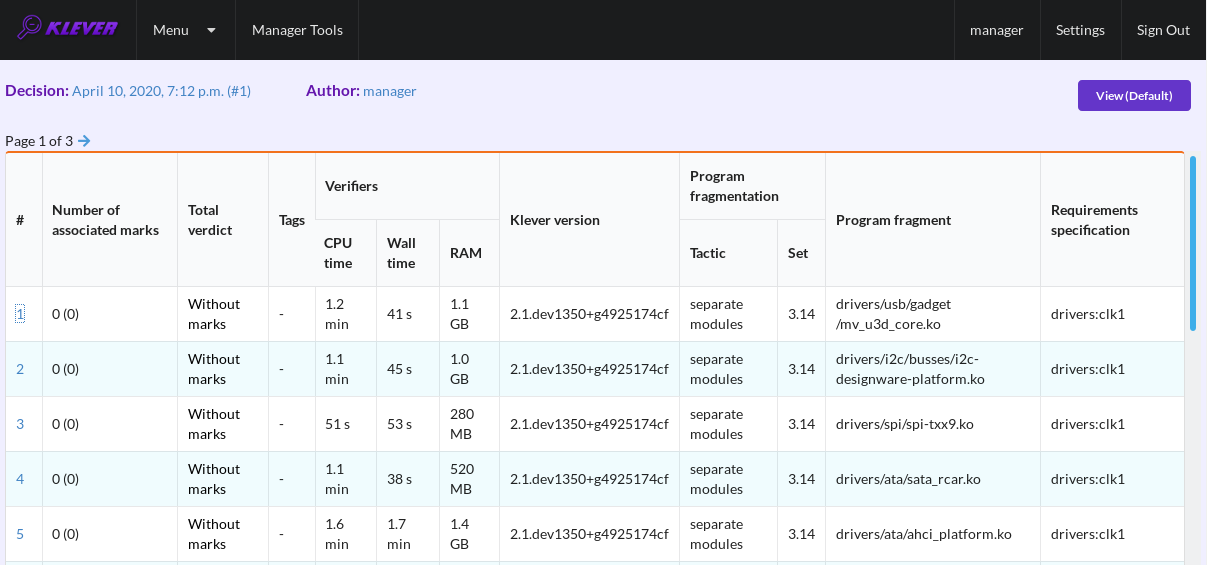 KLEVER Menu Manager Tools manager Settings Sign Out
Decision: April 10, 2020, 7:12 p.m. (#1) Author: manager View (Default)
Page 1 of 3
# Number of associated marks Total verdict Tags Verifiers Klever version Program fragmentation Program fragment Requirements specification
CPU time Wall time RAM Tactic Set
1 0 (0) Without marks - 1.2 min 41 s 1.1 GB 2.1.dev1350+g4925174cf separate modules 3.14 drivers/usb/gadget/mv_u3d_core.ko drivers:clk1
2 0 (0) Without marks - 1.1 min 45 s 1.0 GB 2.1.dev1350+g4925174cf separate modules 3.14 drivers/i2c/busses/i2c-designware-platform.ko drivers:clk1
3 0 (0) Without marks - 51 s 53 s 280 MB 2.1.dev1350+g4925174cf separate modules 3.14 drivers/spi/spi-txx9.ko drivers:clk1
4 0 (0) Without marks - 1.1 min 38 s 520 MB 2.1.dev1350+g4925174cf separate modules 3.14 drivers/ata/sata_rcar.ko drivers:clk1
5 0 (0) Without marks - 1.6 min 1.7 min 1.4 GB 2.1.dev1350+g4925174cf separate modules 3.14 drivers/ata/ahci_platform.ko drivers:clk1